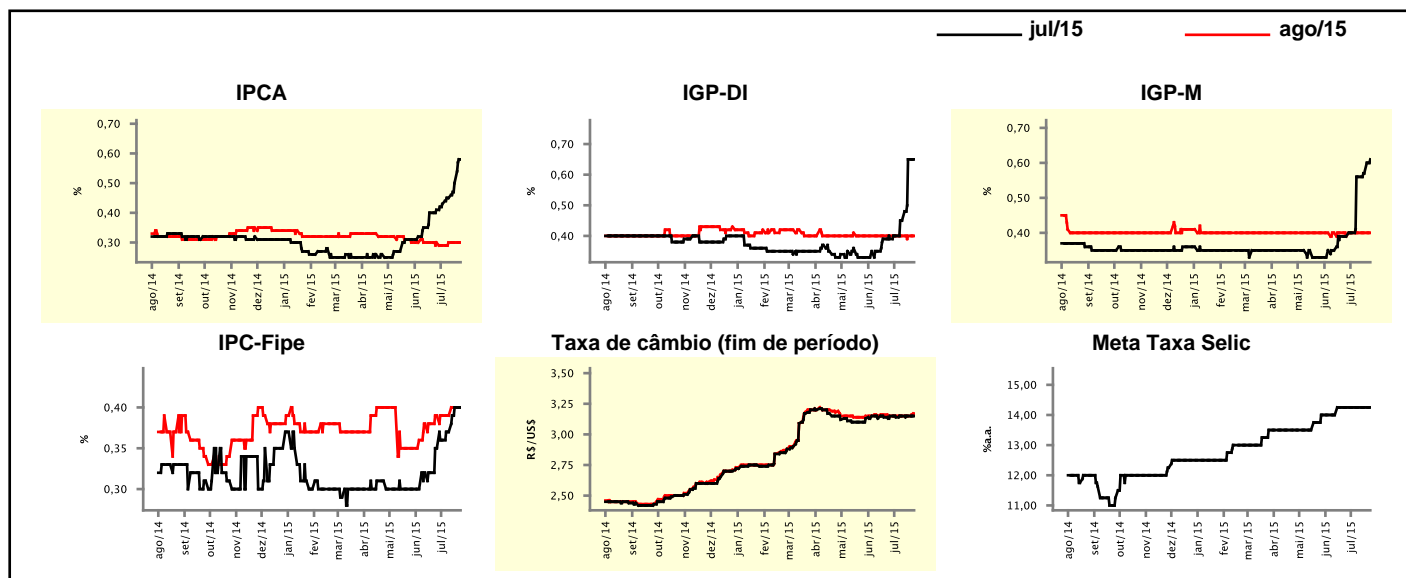 jul/15 ago/15
IPCA IGP-DI IGP-M
0,70
0,60
0,50
0,40
0,30
%
ago/14 set/14 out/14 nov/14 dez/14 jan/15 fev/15 mar/15 abr/15 mai/15 jun/15 jul/15
0,70
0,60
0,50
0,40
%
ago/14 set/14 out/14 nov/14 dez/14 jan/15 fev/15 mar/15 abr/15 mai/15 jun/15 jul/15
0,70
0,60
0,50
0,40
%
ago/14 set/14 out/14 nov/14 dez/14 jan/15 fev/15 mar/15 abr/15 mai/15 jun/15 jul/15
IPC-Fipe Taxa de câmbio (fim de período) Meta Taxa Selic
0,40
0,35
0,30
%
ago/14 set/14 out/14 nov/14 dez/14 jan/15 fev/15 mar/15 abr/15 mai/15 jun/15 jul/15
3,50
3,25
3,00
2,75
2,50
R$/US$
ago/14 set/14 out/14 nov/14 dez/14 jan/15 fev/15 mar/15 abr/15 mai/15 jun/15 jul/15
15,00
14,00
13,00
12,00
11,00
%a.a.
ago/14 set/14 out/14 nov/14 dez/14 jan/15 fev/15 mar/15 abr/15 mai/15 jun/15 jul/15